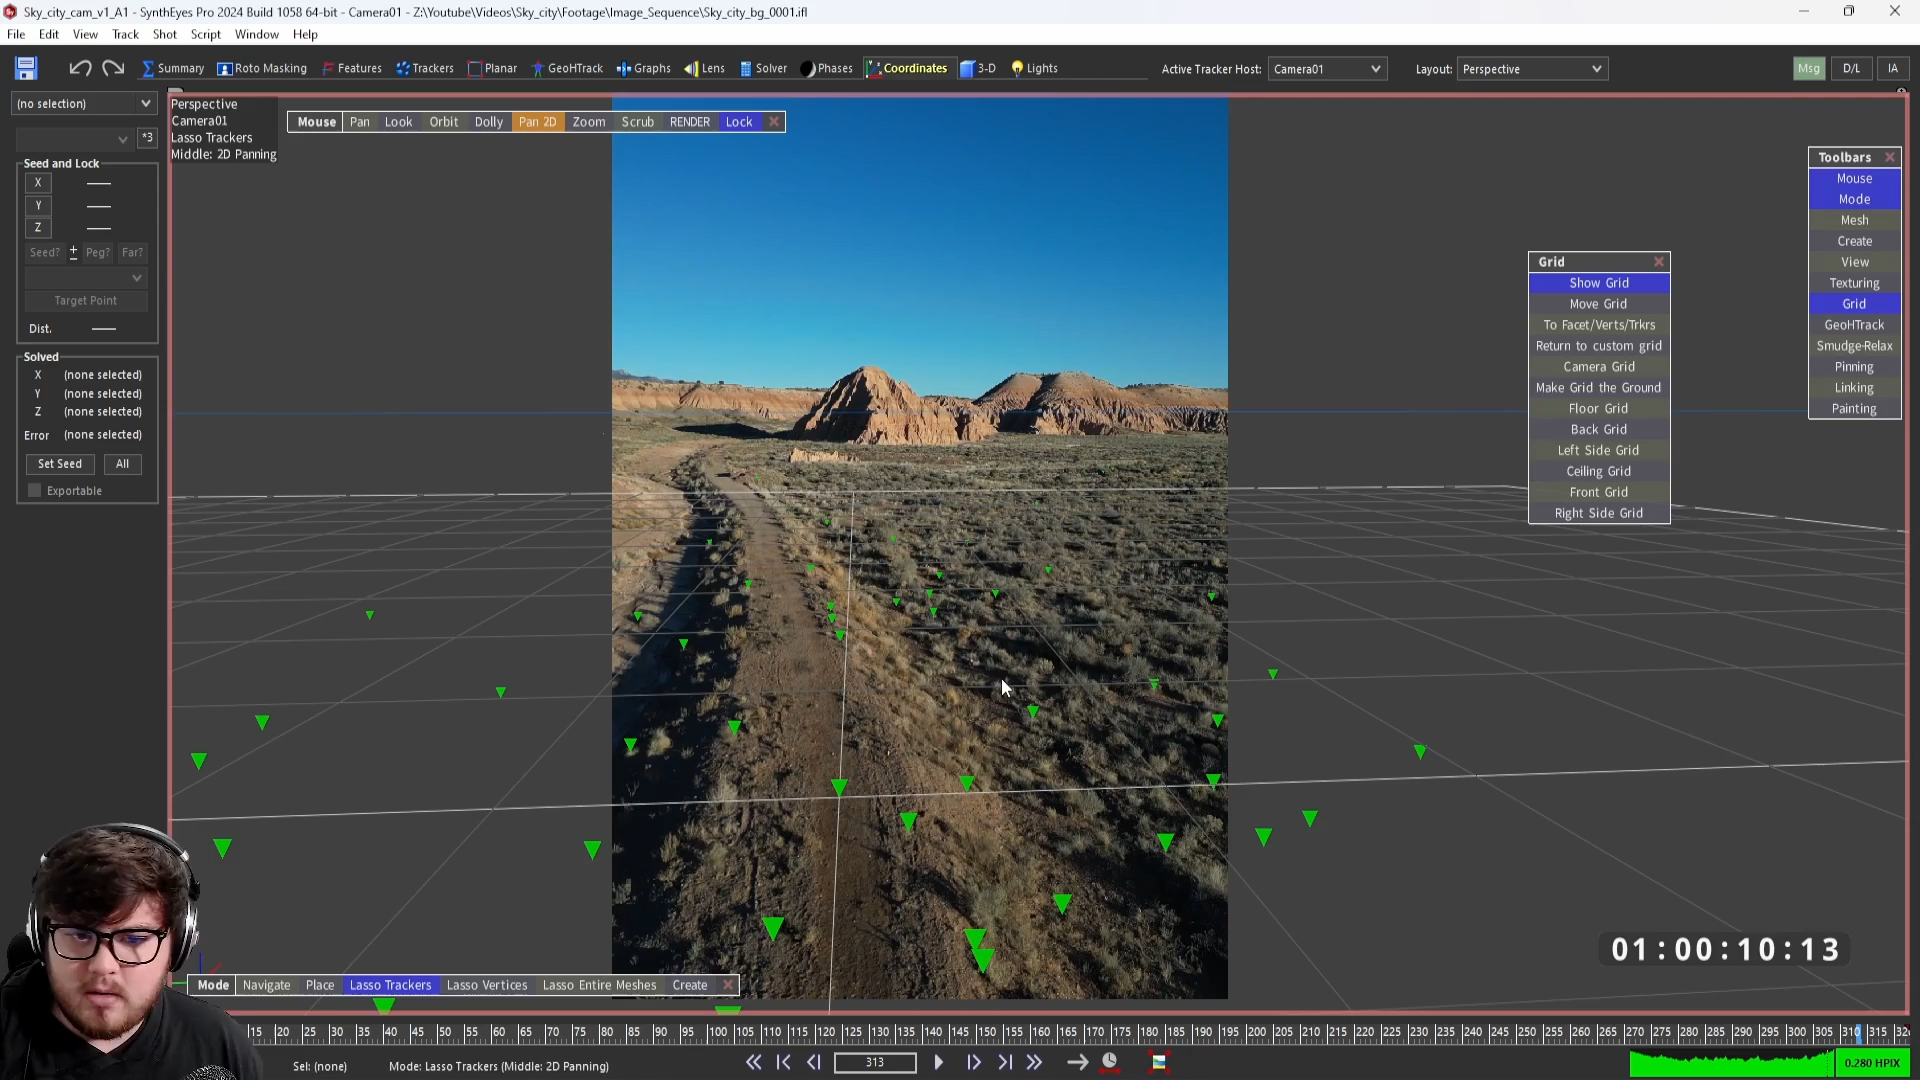 Sky_city_cam_v1_A1 - SynthEyes Pro 2024 Build 1058 64-bit - Camera01 - Z:\Youtube\Videos\Sky_city\Footage\Image_Sequence\Sky_city_bg_0001.ifl
File Edit View Track Shot Script Window Help
Summary Roto Masking Features Trackers Planar GeoHTrack Graphs Lens Solver Phases Coordinates 3-D Lights Active Tracker Host: Camera01 Layout: Perspective Msg D/L IA
(no selection)
*3
Seed and Lock
X
Y
Z
Seed? Peg? Far?
Target Point
Dist.
Solved
X (none selected)
Y (none selected)
Z (none selected)
Error (none selected)
Set Seed All
Exportable
Perspective
Camera01
Lasso Trackers
Middle: 2D Panning
Mouse Pan Look Orbit Dolly Pan 2D Zoom Scrub RENDER Lock
Toolbars
Mouse
Mode
Mesh
Create
View
Texturing
Grid
GeoHTrack
Smudge-Relax
Pinning
Linking
Painting
Grid
Show Grid
Move Grid
To Facet/Verts/Trkrs
Return to custom grid
Camera Grid
Make Grid the Ground
Floor Grid
Back Grid
Left Side Grid
Ceiling Grid
Front Grid
Right Side Grid
01:00:10:13
Mode Navigate Place Lasso Trackers Lasso Vertices Lasso Entire Meshes Create
15 20 25 30 35 40 45 50 55 60 65 70 75 80 85 90 95 100 105 110 115 120 125 130 135 140 145 150 155 160 165 170 175 180 185 190 195 200 205 210 215 220 225 230 235 240 245 250 255 260 265 270 275 280 285 290 295 300 305 310 315
Sel: (none) Mode: Lasso Trackers (Middle: 2D Panning) 313 0.280 HPIX